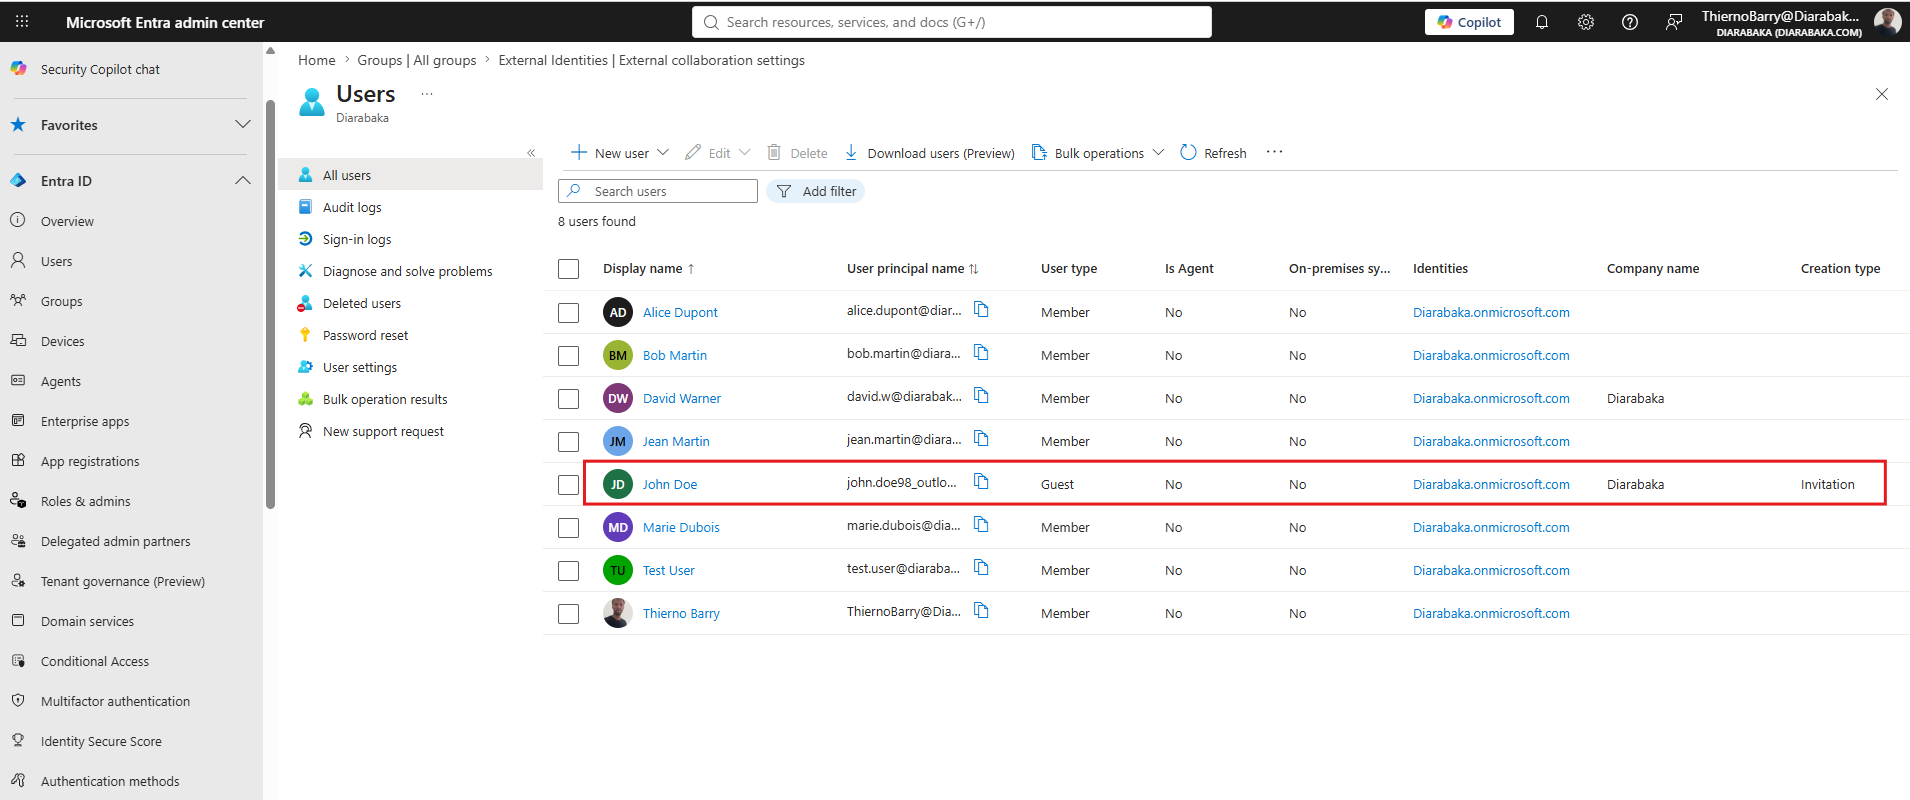 Microsoft Entra admin center
Search resources, services, and docs (G+/)
Copilot
ThiernoBarry@Diarabak...
DIARABAKA (DIARABAKA.COM)
Security Copilot chat
Favorites
Entra ID
Overview
Users
Groups
Devices
Agents
Enterprise apps
App registrations
Roles & admins
Delegated admin partners
Tenant governance (Preview)
Domain services
Conditional Access
Multifactor authentication
Identity Secure Score
Authentication methods
Home > Groups | All groups > External Identities | External collaboration settings
Users ...
Diarabaka
«
All users
Audit logs
Sign-in logs
Diagnose and solve problems
Deleted users
Password reset
User settings
Bulk operation results
New support request
New user Edit Delete Download users (Preview) Bulk operations Refresh ...
Search users Add filter
8 users found
Display name ↑ User principal name ↑↓ User type Is Agent On-premises sy... Identities Company name Creation type
AD Alice Dupont alice.dupont@diar... Member No No Diarabaka.onmicrosoft.com
BM Bob Martin bob.martin@diara... Member No No Diarabaka.onmicrosoft.com
DW David Warner david.w@diarabak... Member No No Diarabaka.onmicrosoft.com Diarabaka
JM Jean Martin jean.martin@diara... Member No No Diarabaka.onmicrosoft.com
JD John Doe john.doe98_outlo... Guest No No Diarabaka.onmicrosoft.com Diarabaka Invitation
MD Marie Dubois marie.dubois@dia... Member No No Diarabaka.onmicrosoft.com
TU Test User test.user@diaraba... Member No No Diarabaka.onmicrosoft.com
Thierno Barry ThiernoBarry@Dia... Member No No Diarabaka.onmicrosoft.com